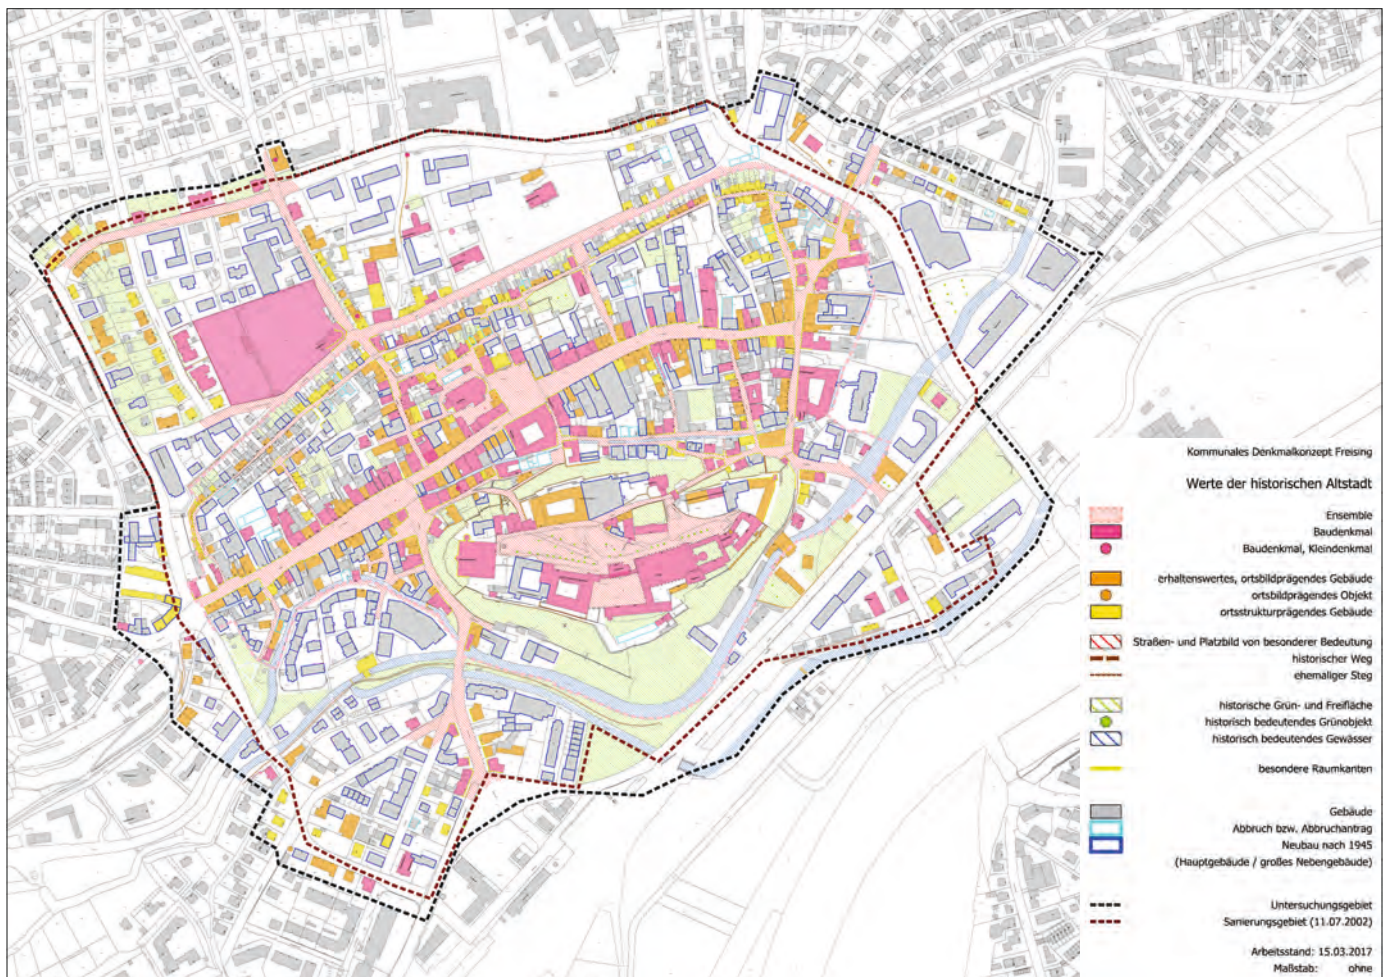 Kommunales Denkmalkonzept Freising
Werte der historischen Altstadt
Ensemble
Baudenkmal
Baudenkmal, Kleindenkmal
erhaltenswertes, ortsbildprägendes Gebäude
ortsbildprägendes Objekt
ortsstrukturprägendes Gebäude
Straßen- und Platzbild von besonderer Bedeutung
historischer Weg
ehemaliger Steg
historische Grün- und Freifläche
historisch bedeutendes Grünobjekt
historisch bedeutendes Gewässer
besondere Raumkanten
Gebäude
Abbruch bzw. Abbruchantrag
Neubau nach 1945
(Hauptgebäude / großes Nebengebäude)
Untersuchungsgebiet
Sanierungsgebiet (11.07.2002)
Arbeitsstand: 15.03.2017
Maßstab: ohne